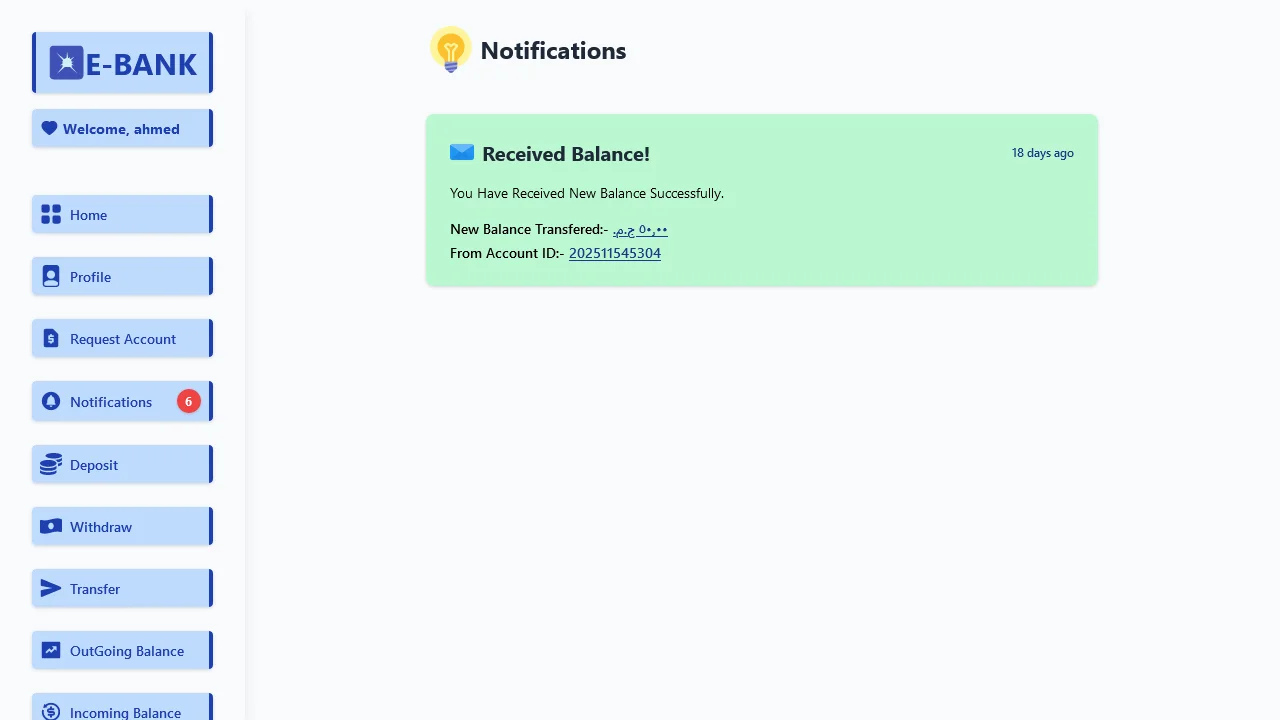 E-BANK
Welcome, ahmed
Home
Profile
Request Account
Notifications 6
Deposit
Withdraw
Transfer
OutGoing Balance
Incoming Balance
Notifications
Received Balance! 18 days ago
You Have Received New Balance Successfully.
New Balance Transfered:- ٥٠,٠٠ ج.م.
From Account ID:- 202511545304